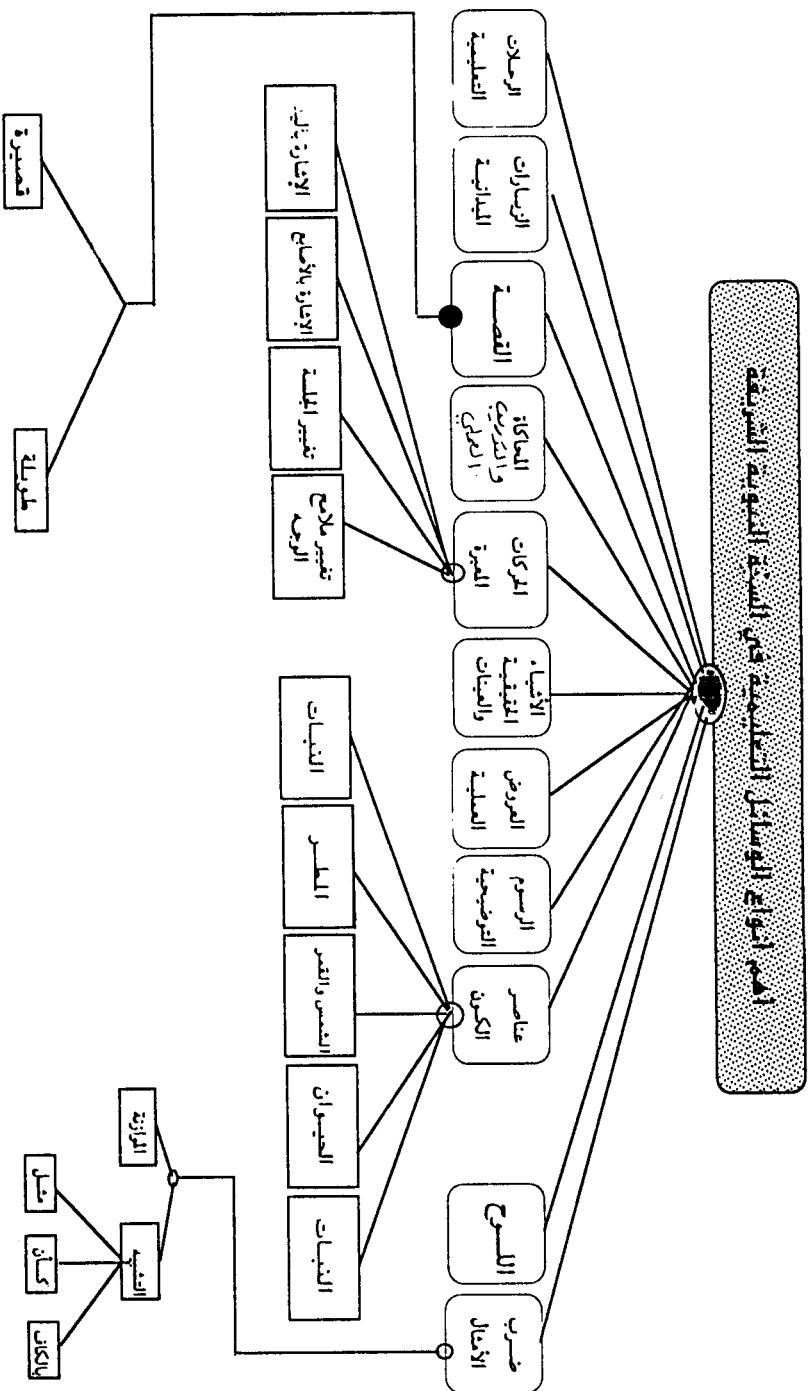 أهم أنواع الوسائل التعليمية في السنة النبوية الشريفة
ضرب
الأمثال
اللوح
عناصر
الكون
الرسوم
التوضيحية
العروض
العملية
الأشياء
الحقيقية
والعينات
الحركات
المعبرة
المحاكاة
والتدريب
العملي
القصة
الزيارات
الميدانية
الرحلات
التعليمية
النبات
الحيوان
الشمس والقمر
المطر
النبات
تغيير ملامح
الوجه
تغيير الجلسة
الإشارة بالأصابع
الإشارة باليد
الموازنة
التشبيه
بالكاف
كأن
مثل
طويلة
قصيرة